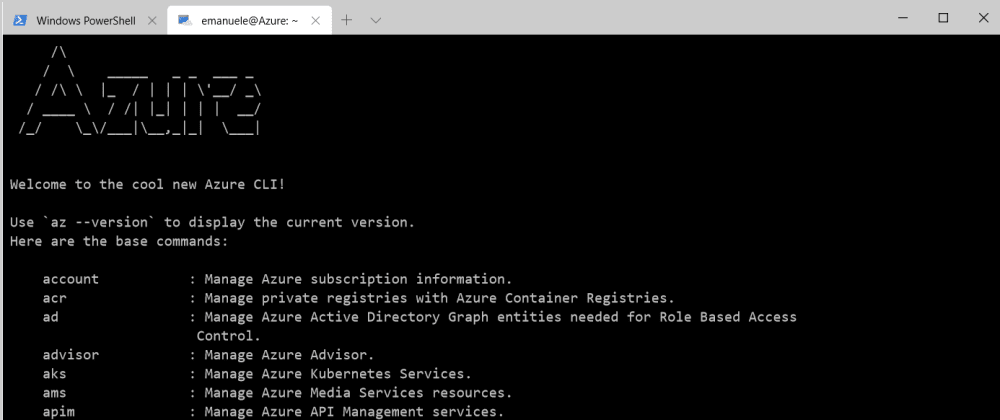 Windows PowerShell
emanuele@Azure: ~
Azure
Welcome to the cool new Azure CLI!
Use `az --version` to display the current version.
Here are the base commands:
account : Manage Azure subscription information.
acr : Manage private registries with Azure Container Registries.
ad : Manage Azure Active Directory Graph entities needed for Role Based Access
Control.
advisor : Manage Azure Advisor.
aks : Manage Azure Kubernetes Services.
ams : Manage Azure Media Services resources.
apim : Manage Azure API Management services.